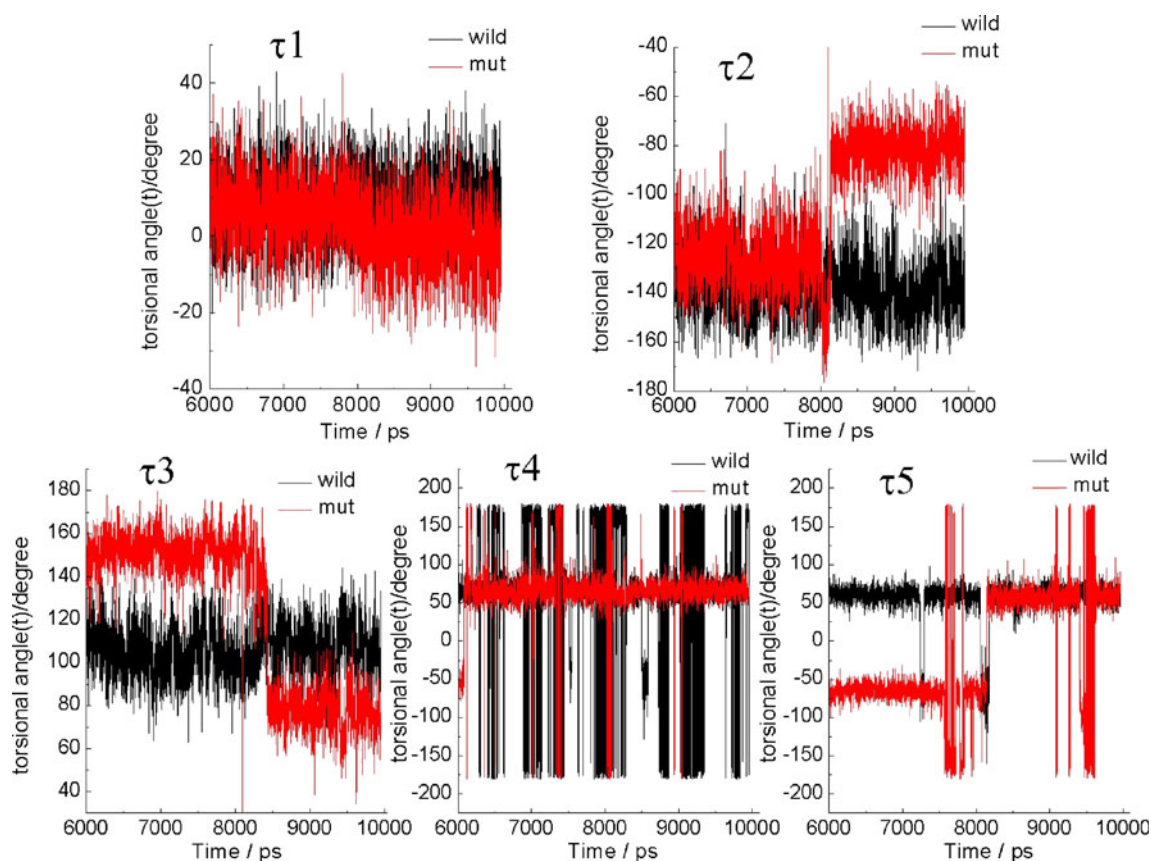 τ1
wild
mut
torsional angle(t)/degree
40
20
0
-20
-40
6000 7000 8000 9000 10000
Time / ps
τ2
wild
mut
torsional angle(t)/degree
-40
-60
-80
-100
-120
-140
-160
-180
6000 7000 8000 9000 10000
Time / ps
τ3
wild
mut
torsional angle(t)/degree
180
160
140
120
100
80
60
40
6000 7000 8000 9000 10000
Time / ps
τ4
wild
mut
torsional angle(t)/degree
200
150
100
50
0
-50
-100
-150
-200
6000 7000 8000 9000 10000
Time / ps
τ5
wild
mut
torsional angle(t)/degree
200
150
100
50
0
-50
-100
-150
-200
6000 7000 8000 9000 10000
Time / ps